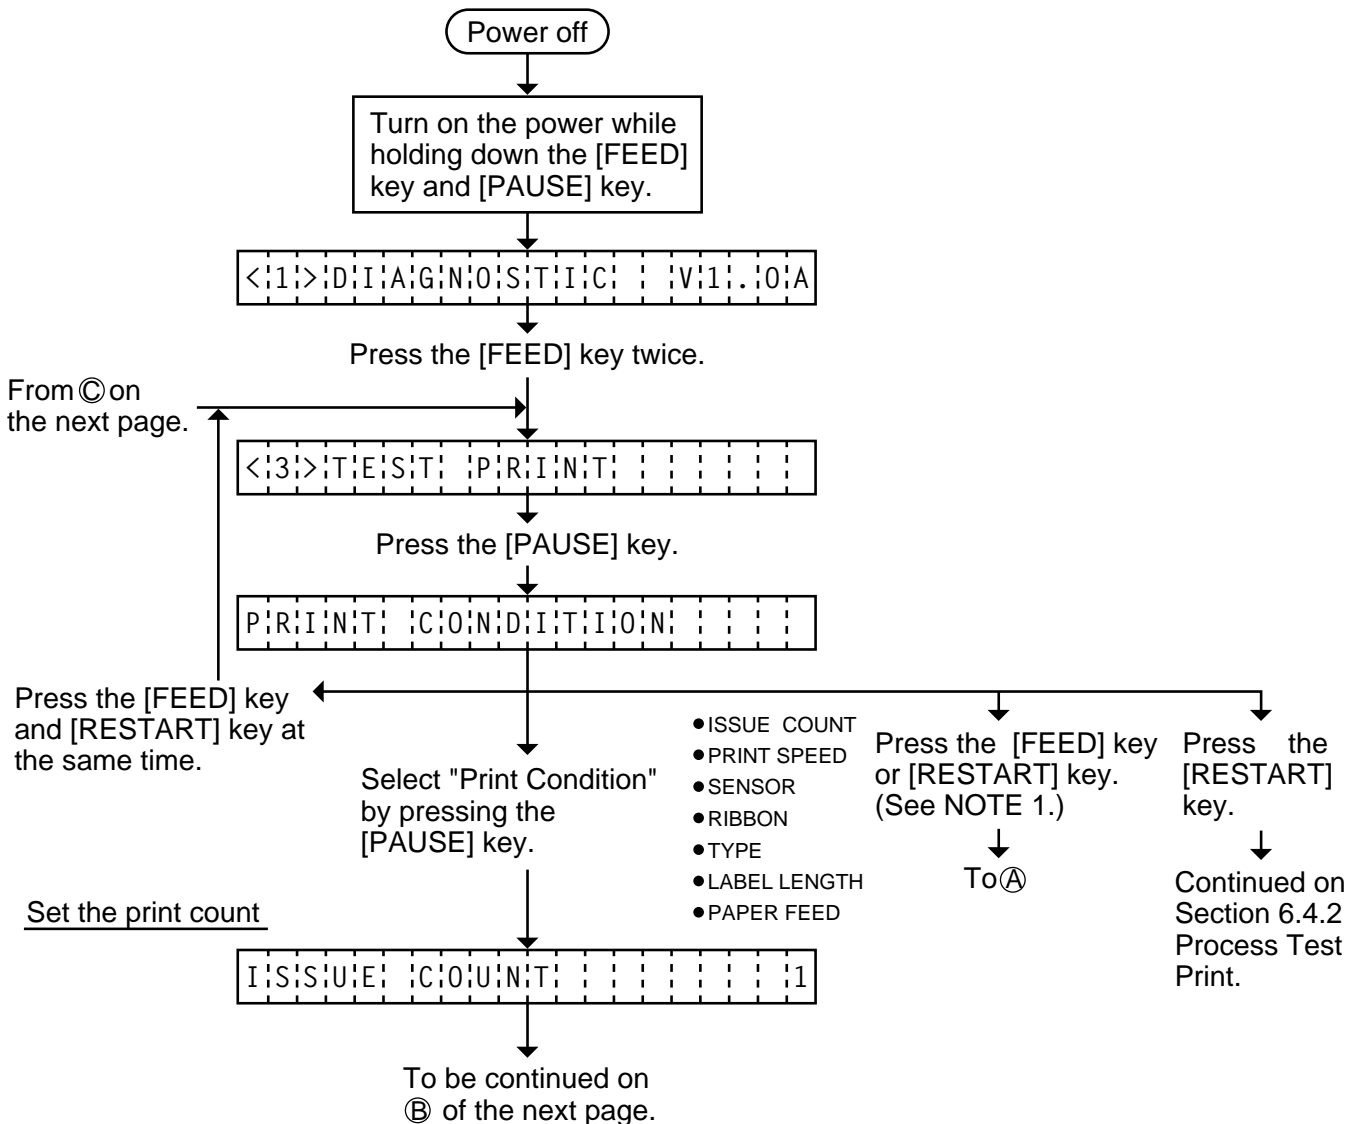 Power off
Turn on the power while
holding down the [FEED]
key and [PAUSE] key.
<1>DIAGNOSTIC  V1.0A
Press the [FEED] key twice.
From Ⓒ on
the next page.
<3>TEST PRINT
Press the [PAUSE] key.
PRINT CONDITION
Press the [FEED] key
and [RESTART] key at
the same time.
Select "Print Condition"
by pressing the
[PAUSE] key.
●ISSUE COUNT
●PRINT SPEED
●SENSOR
●RIBBON
●TYPE
●LABEL LENGTH
●PAPER FEED
Press the [FEED] key
or [RESTART] key.
(See NOTE 1.)
To Ⓐ
Press the
[RESTART]
key.
Continued on
Section 6.4.2
Process Test
Print.
Set the print count
ISSUE COUNT        1
To be continued on
Ⓑ of the next page.